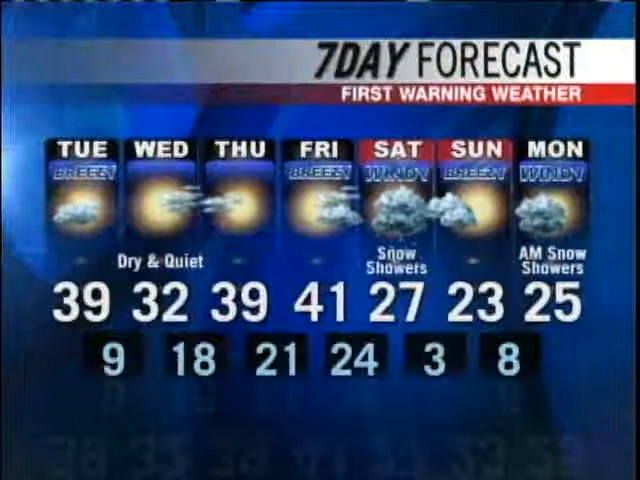 7DAY FORECAST
FIRST WARNING WEATHER
TUE WED THU FRI SAT SUN MON
BREEZY BREEZY WINDY BREEZY WINDY
Dry & Quiet
Snow Showers
AM Snow Showers
39 32 39 41 27 23 25
9 18 21 24 3 8